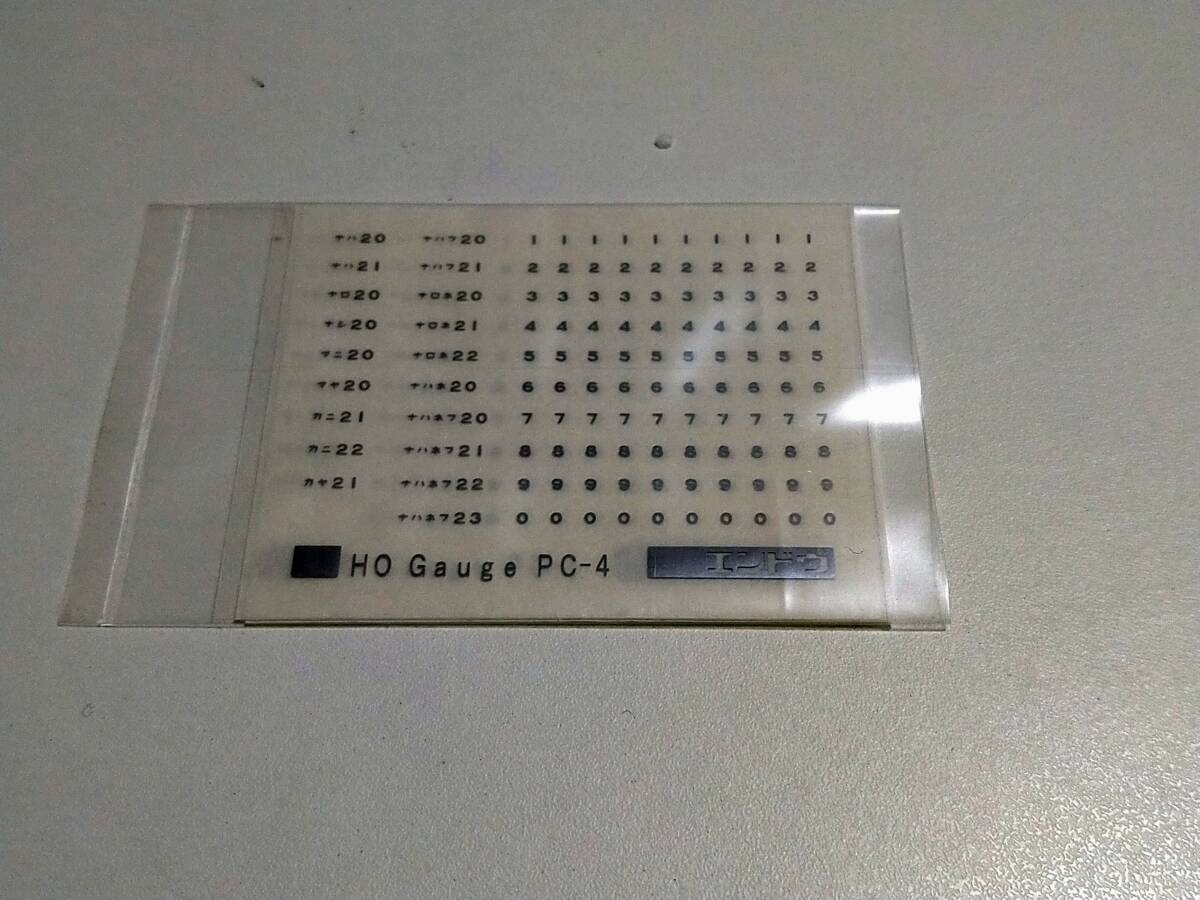 ナハ20 ナハフ20 1 1 1 1 1 1 1 1 1 1
ナハ21 ナハフ21 2 2 2 2 2 2 2 2 2 2
ナロ20 ナロネ20 3 3 3 3 3 3 3 3 3 3
ナシ20 ナロネ21 4 4 4 4 4 4 4 4 4 4
マニ20 ナロネ22 5 5 5 5 5 5 5 5 5 5
マヤ20 ナハネ20 6 6 6 6 6 6 6 6 6 6
カニ21 ナハネフ20 7 7 7 7 7 7 7 7 7 7
カニ22 ナハネフ21 8 8 8 8 8 8 8 8 8 8
カヤ21 ナハネフ22 9 9 9 9 9 9 9 9 9 9
ナハネフ23 0 0 0 0 0 0 0 0 0 0
HO Gauge PC-4 エンドウ